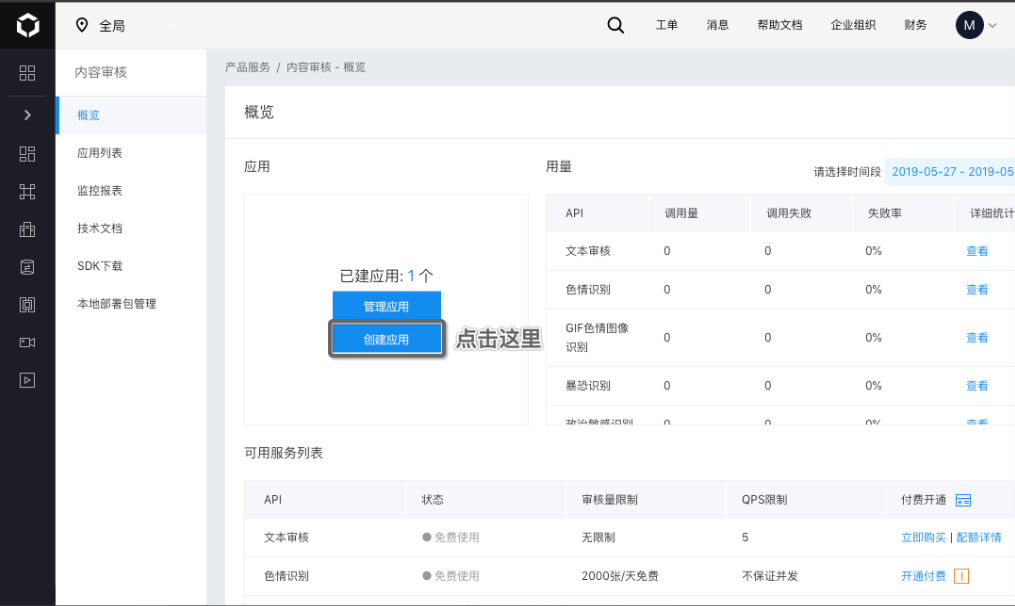 全局
工单 消息 帮助文档 企业组织 财务 M
内容审核
概览
应用列表
监控报表
技术文档
SDK下载
本地部署包管理
产品服务 / 内容审核 - 概览
概览
应用
已建应用: 1 个
管理应用
创建应用
点击这里
用量
请选择时间段 2019-05-27 - 2019-05
API 调用量 调用失败 失败率 详细统计
文本审核 0 0 0% 查看
色情识别 0 0 0% 查看
GIF色情图像
识别 0 0 0% 查看
暴恐识别 0 0 0% 查看
政治敏感识别 0 0 0% 查看
可用服务列表
API 状态 审核量限制 QPS限制 付费开通
文本审核 免费使用 无限制 5 立即购买 | 配额详情
色情识别 免费使用 2000张/天免费 不保证并发 开通付费